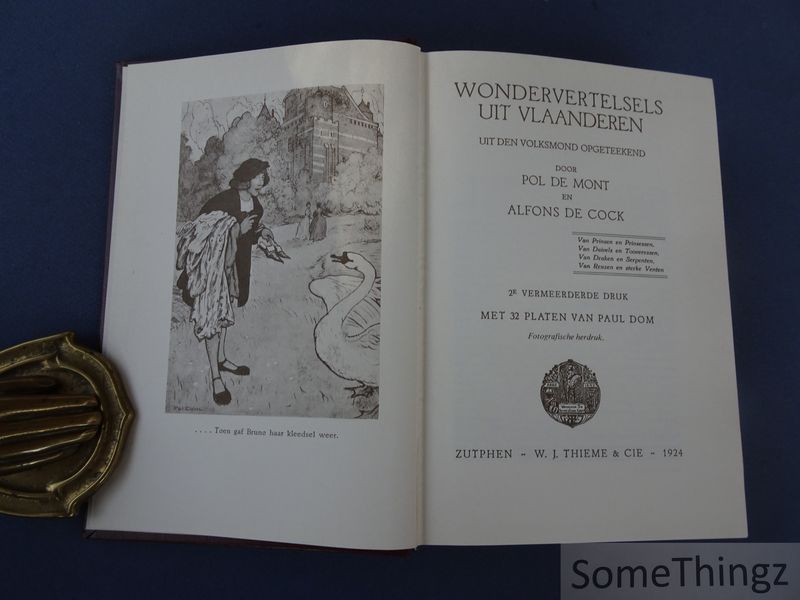 .... Toen gaf Bruno haar kleedsel weer.
WONDERVERTELSELS
UIT VLAANDEREN
UIT DEN VOLKSMOND OPGETEEKEND
DOOR
POL DE MONT
EN
ALFONS DE COCK
Van Prinsen en Prinsessen,
Van Duivels en Tooveressen,
Van Draken en Serpenten,
Van Reuzen en sterke Venten
2E VERMEERDERDE DRUK
MET 32 PLATEN VAN PAUL DOM
Fotografische herdruk.
ZUTPHEN - W. J. THIEME & CIE - 1924
SomeThingz